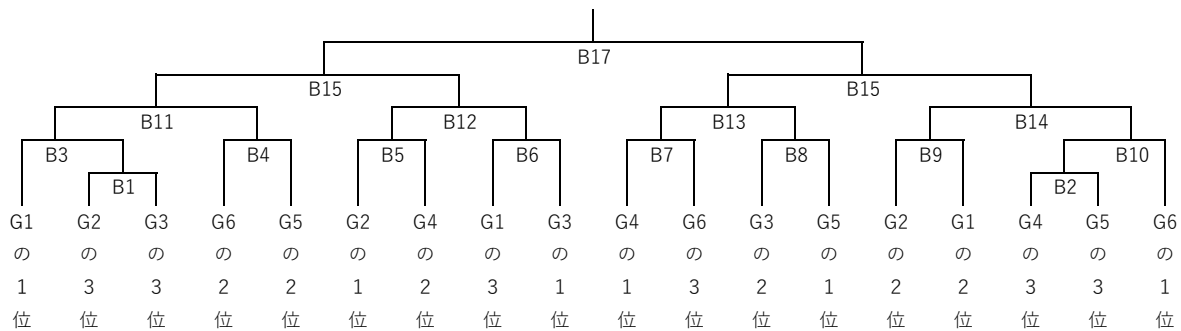 B17
B15 B15
B11 B12 B13 B14
B3 B4 B5 B6 B7 B8 B9 B10
B1 B2
G1 G2 G3 G6 G5 G2 G4 G1 G3 G4 G6 G3 G5 G2 G1 G4 G5 G6
の の の の の の の の の の の の の の の の の の
1 3 3 2 2 1 2 3 1 1 3 2 1 2 2 3 3 1
位 位 位 位 位 位 位 位 位 位 位 位 位 位 位 位 位 位